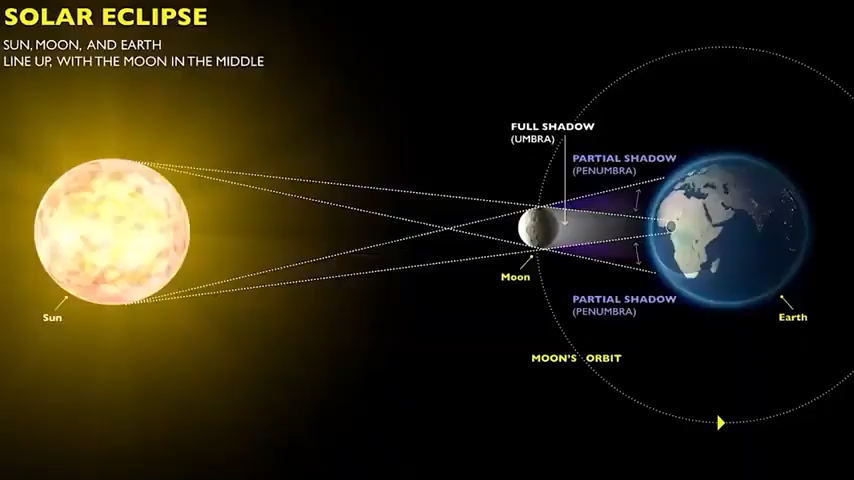 SOLAR ECLIPSE
SUN, MOON, AND EARTH
LINE UP, WITH THE MOON IN THE MIDDLE
FULL SHADOW
(UMBRA)
PARTIAL SHADOW
(PENUMBRA)
Moon
PARTIAL SHADOW
(PENUMBRA)
Sun
Earth
MOON'S ORBIT